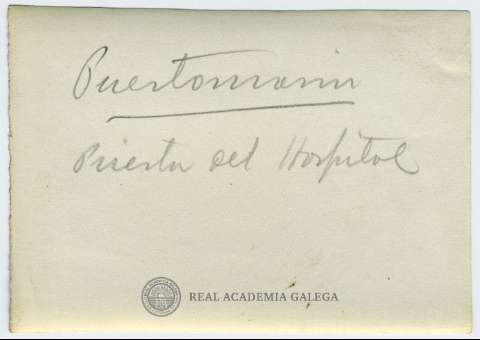 Puertomarin
Puerta del Hospital
REAL ACADEMIA GALEGA